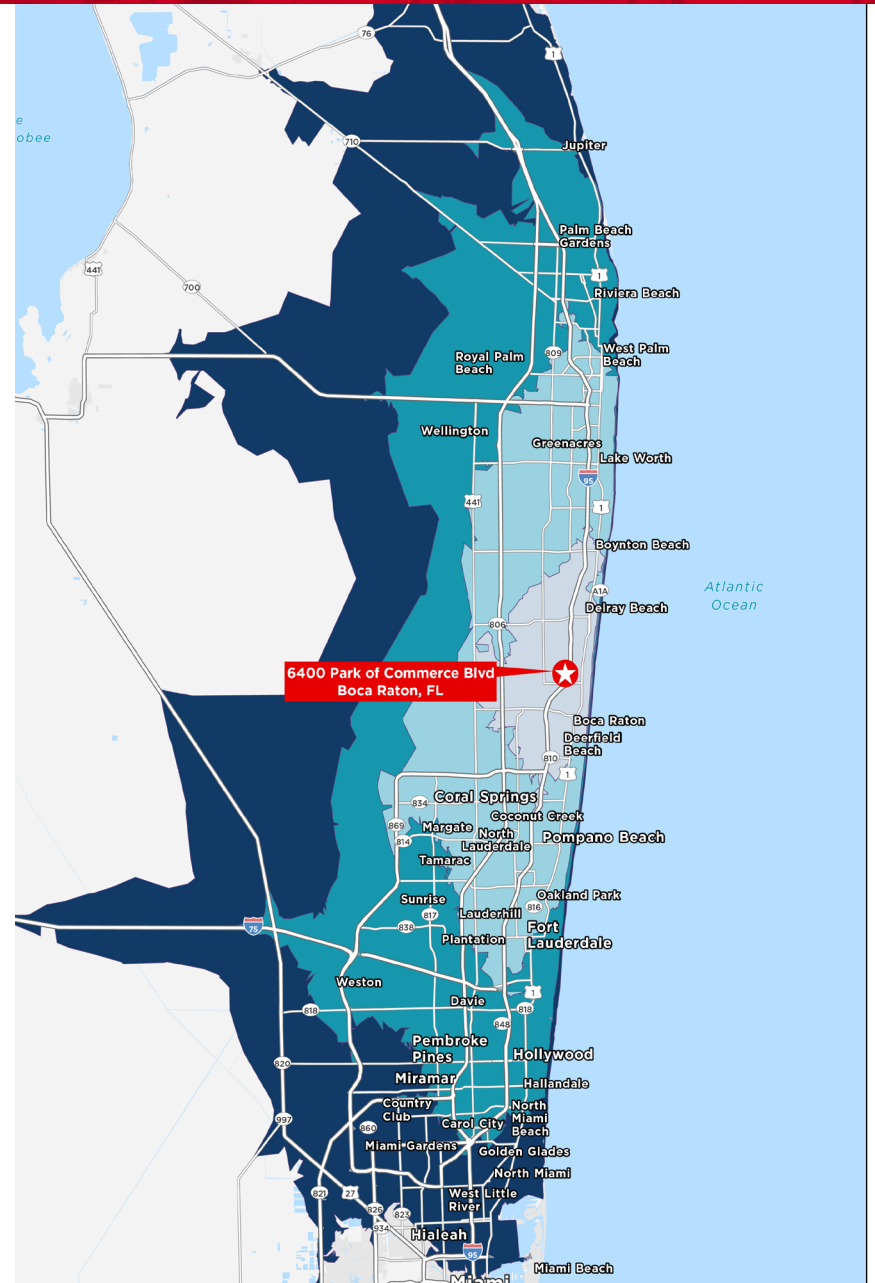 76
1
e
obee
710
Jupiter
Palm Beach
Gardens
441
1
700
Riviera Beach
West Palm
Beach
Royal Palm
Beach
809
Wellington
Greenacres
Lake Worth
95
441
1
Boynton Beach
Atlantic
Ocean
A1A
Delray Beach
806
6400 Park of Commerce Blvd
Boca Raton, FL
Boca Raton
Deerfield
Beach
810
1
Coral Springs
834
Coconut Creek
869
Margate
North
Lauderdale
Pompano Beach
814
Tamarac
Oakland Park
Sunrise
816
817
Lauderhill
75
838
Fort
Lauderdale
Plantation
Weston
Davie
1
818
818
848
Pembroke
Pines
Hollywood
820
Miramar
Hallandale
Country
Club
North
Miami
Beach
997
860
Carol City
Miami Gardens
Golden Glades
North Miami
821
27
West Little
River
826
823
934
Hialeah
95
Miami Beach
Miami